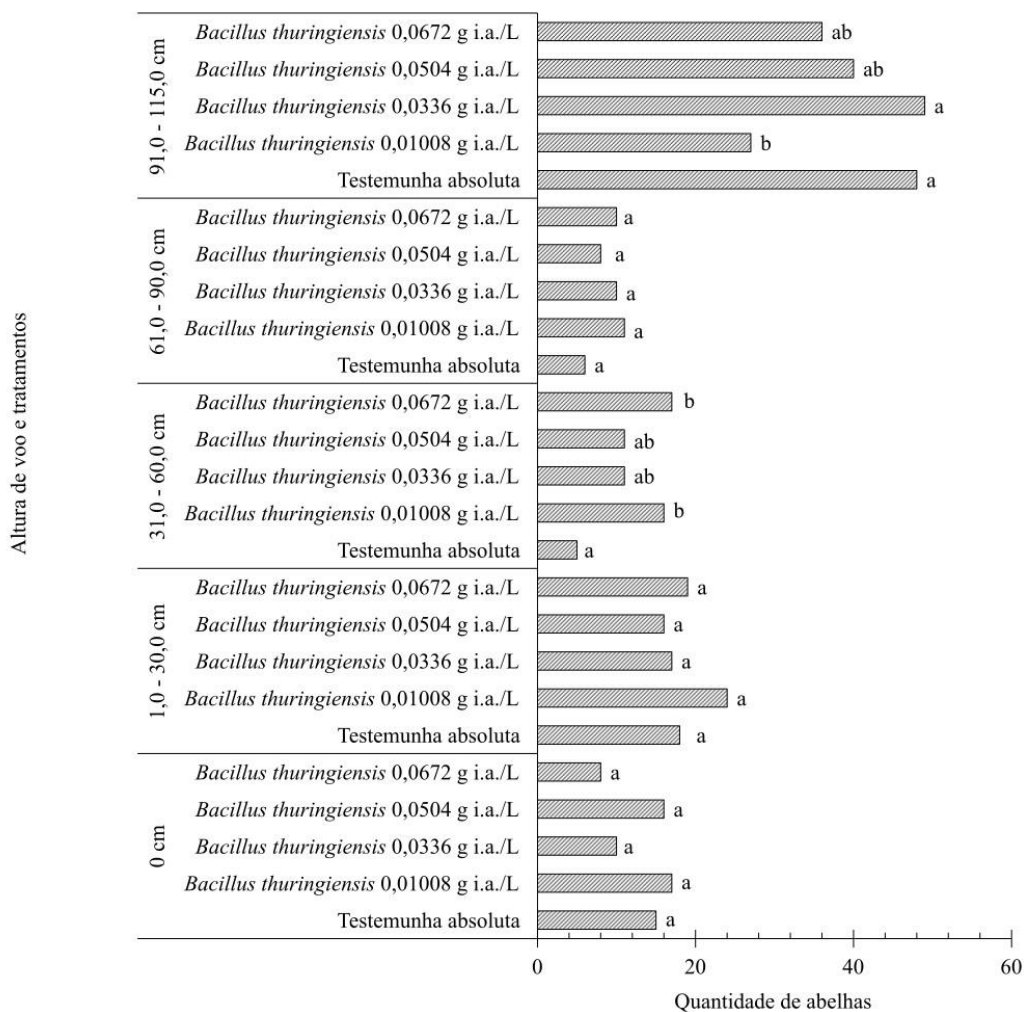 Altura de voo e tratamentos
91,0 - 115,0 cm
Bacillus thuringiensis 0,0672 g i.a./L ab
Bacillus thuringiensis 0,0504 g i.a./L ab
Bacillus thuringiensis 0,0336 g i.a./L a
Bacillus thuringiensis 0,01008 g i.a./L b
Testemunha absoluta a
61,0 - 90,0 cm
Bacillus thuringiensis 0,0672 g i.a./L a
Bacillus thuringiensis 0,0504 g i.a./L a
Bacillus thuringiensis 0,0336 g i.a./L a
Bacillus thuringiensis 0,01008 g i.a./L a
Testemunha absoluta a
31,0 - 60,0 cm
Bacillus thuringiensis 0,0672 g i.a./L b
Bacillus thuringiensis 0,0504 g i.a./L ab
Bacillus thuringiensis 0,0336 g i.a./L ab
Bacillus thuringiensis 0,01008 g i.a./L b
Testemunha absoluta a
1,0 - 30,0 cm
Bacillus thuringiensis 0,0672 g i.a./L a
Bacillus thuringiensis 0,0504 g i.a./L a
Bacillus thuringiensis 0,0336 g i.a./L a
Bacillus thuringiensis 0,01008 g i.a./L a
Testemunha absoluta a
0 cm
Bacillus thuringiensis 0,0672 g i.a./L a
Bacillus thuringiensis 0,0504 g i.a./L a
Bacillus thuringiensis 0,0336 g i.a./L a
Bacillus thuringiensis 0,01008 g i.a./L a
Testemunha absoluta a
0 20 40 60
Quantidade de abelhas